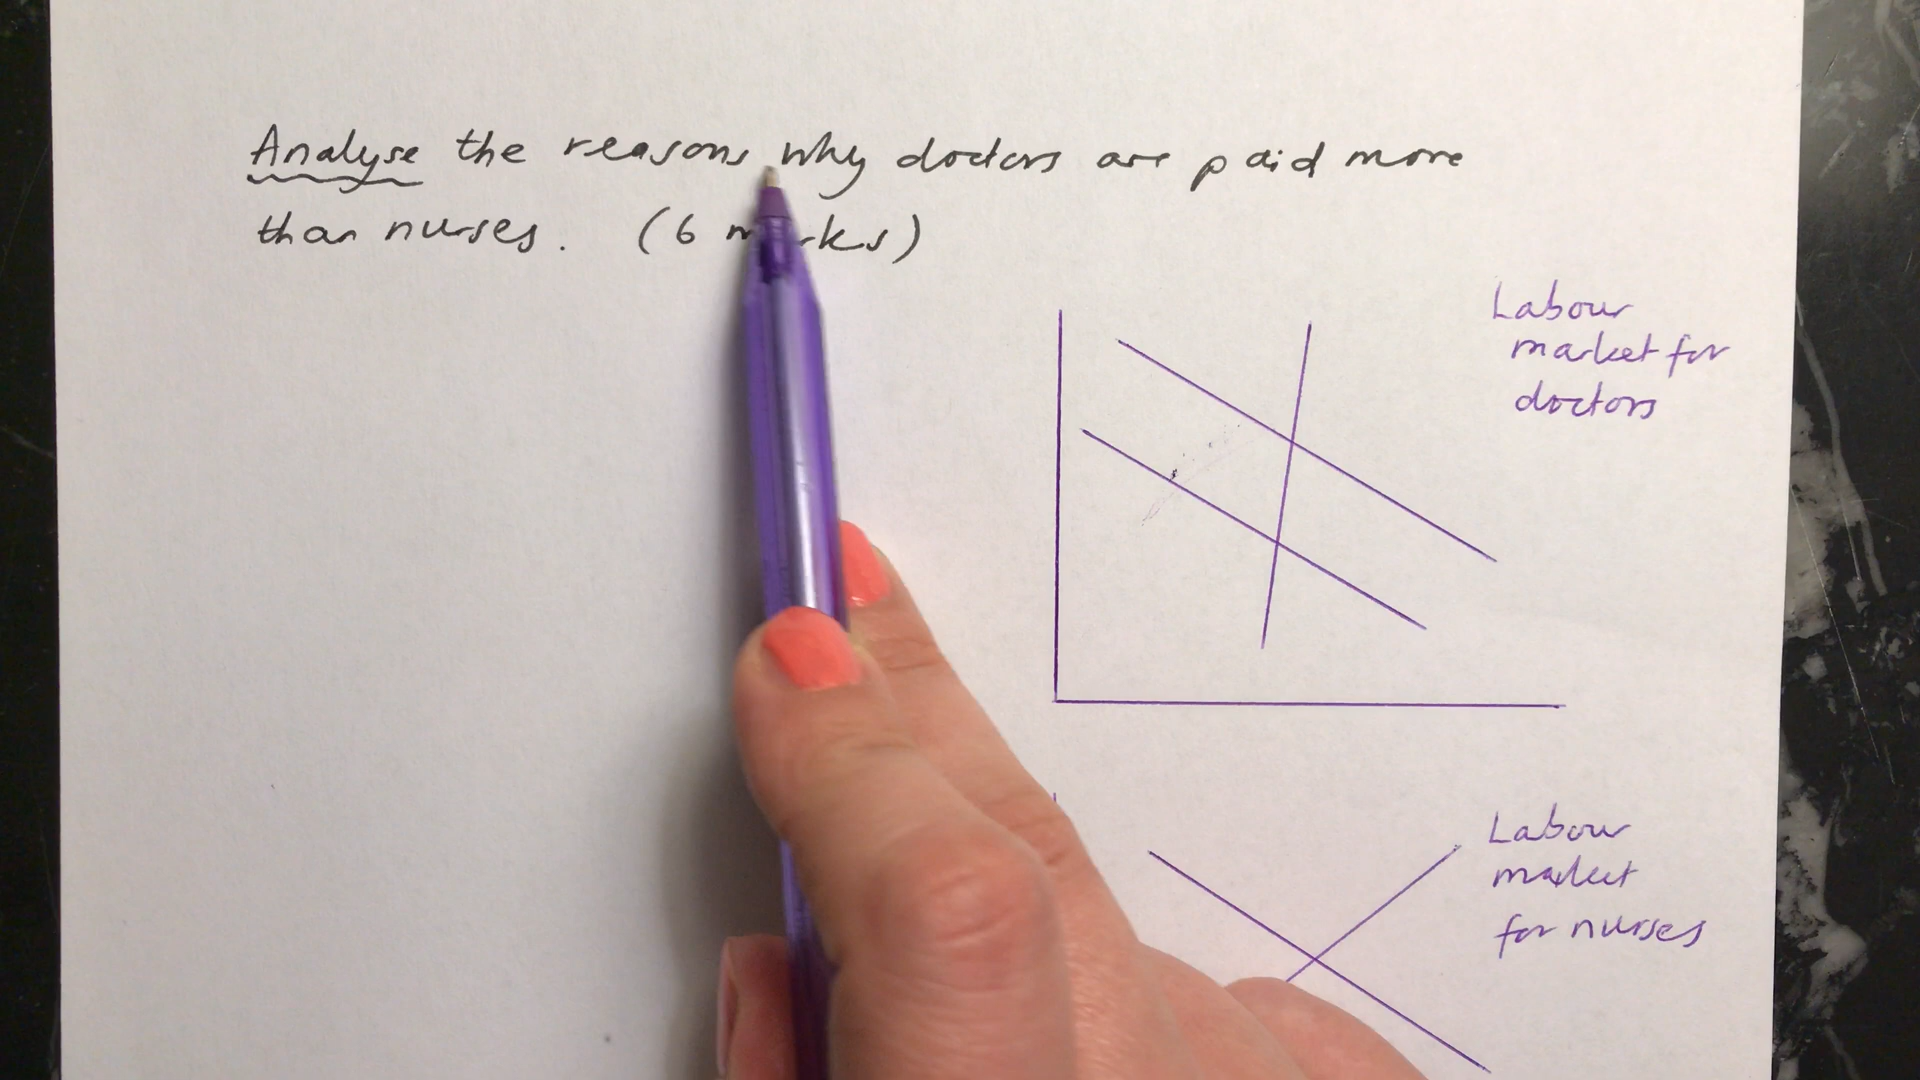 Analyse the reasons why doctors are paid more
than nurses. (6 marks)
Labour
market for
doctors
Labour
market
for nurses